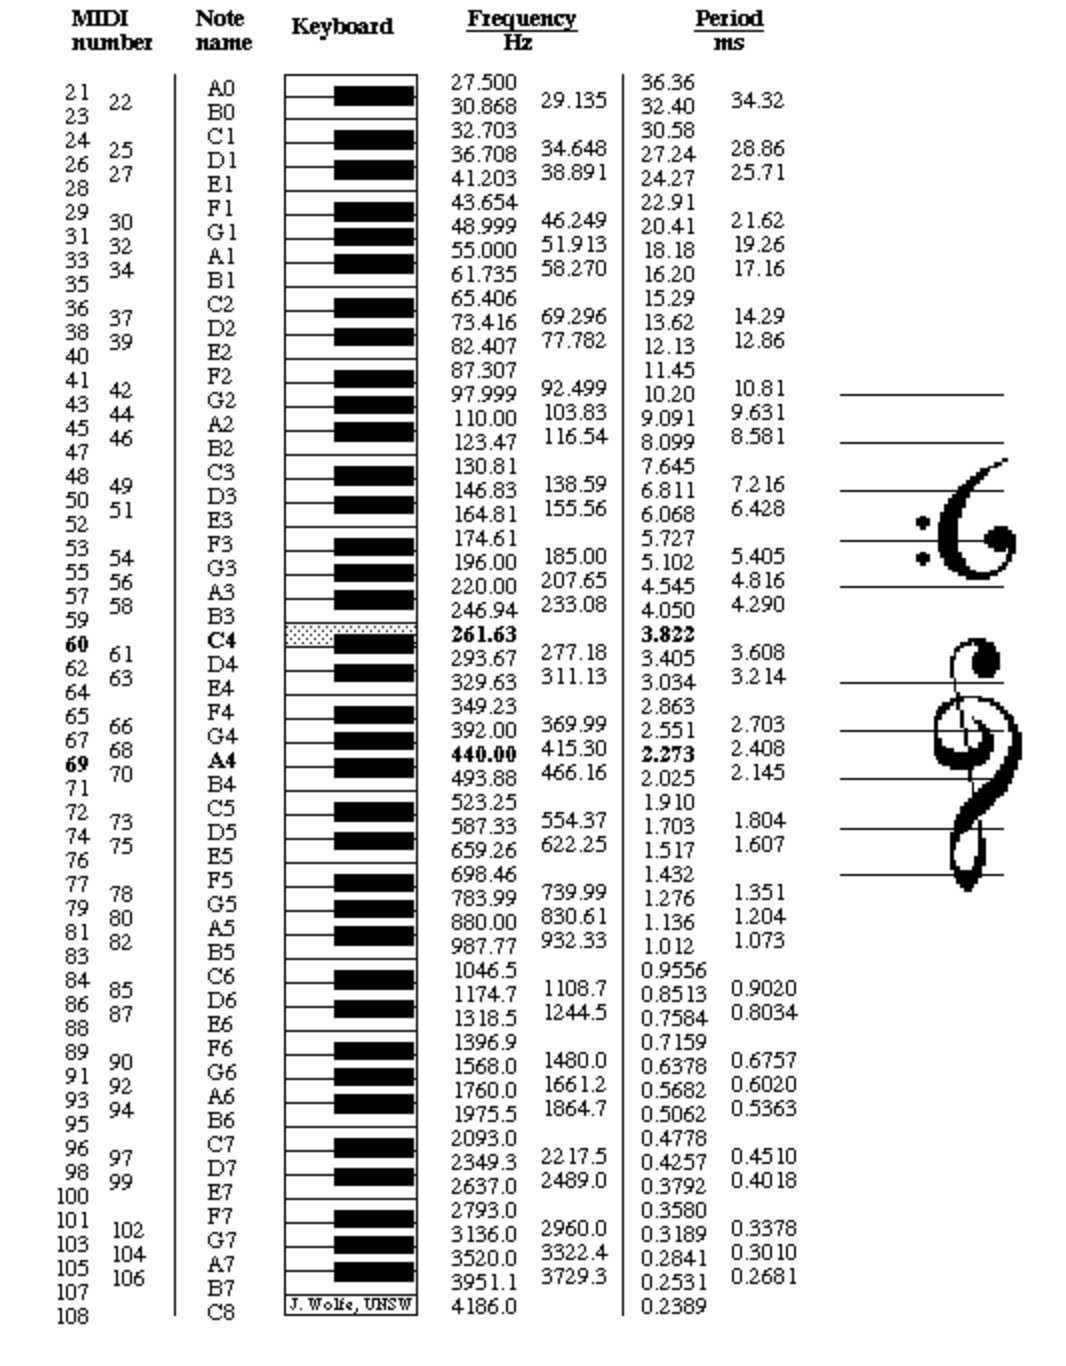 MIDI number Note name Keyboard Frequency Hz Period ms
21 A0 27.500 36.36
22 29.135 34.32
23 B0 30.868 32.40
24 C1 32.703 30.58
25 34.648 28.86
26 D1 36.708 27.24
27 38.891 25.71
28 E1 41.203 24.27
29 F1 43.654 22.91
30 46.249 21.62
31 G1 48.999 20.41
32 51.913 19.26
33 A1 55.000 18.18
34 58.270 17.16
35 B1 61.735 16.20
36 C2 65.406 15.29
37 69.296 14.29
38 D2 73.416 13.62
39 77.782 12.86
40 E2 82.407 12.13
41 F2 87.307 11.45
42 92.499 10.81
43 G2 97.999 10.20
44 103.83 9.631
45 A2 110.00 9.091
46 116.54 8.581
47 B2 123.47 8.099
48 C3 130.81 7.645
49 138.59 7.216
50 D3 146.83 6.811
51 155.56 6.428
52 E3 164.81 6.068
53 F3 174.61 5.727
54 185.00 5.405
55 G3 196.00 5.102
56 207.65 4.816
57 A3 220.00 4.545
58 233.08 4.290
59 B3 246.94 4.050
60 C4 261.63 3.822
61 277.18 3.608
62 D4 293.67 3.405
63 311.13 3.214
64 E4 329.63 3.034
65 F4 349.23 2.863
66 369.99 2.703
67 G4 392.00 2.551
68 415.30 2.408
69 A4 440.00 2.273
70 466.16 2.145
71 B4 493.88 2.025
72 C5 523.25 1.910
73 554.37 1.804
74 D5 587.33 1.703
75 622.25 1.607
76 E5 659.26 1.517
77 F5 698.46 1.432
78 739.99 1.351
79 G5 783.99 1.276
80 830.61 1.204
81 A5 880.00 1.136
82 932.33 1.073
83 B5 987.77 1.012
84 C6 1046.5 0.9556
85 1108.7 0.9020
86 D6 1174.7 0.8513
87 1244.5 0.8034
88 E6 1318.5 0.7584
89 F6 1396.9 0.7159
90 1480.0 0.6757
91 G6 1568.0 0.6378
92 1661.2 0.6020
93 A6 1760.0 0.5682
94 1864.7 0.5363
95 B6 1975.5 0.5062
96 C7 2093.0 0.4778
97 2217.5 0.4510
98 D7 2349.3 0.4257
99 2489.0 0.4018
100 E7 2637.0 0.3792
101 F7 2793.0 0.3580
102 2960.0 0.3378
103 G7 3136.0 0.3189
104 3322.4 0.3010
105 A7 3520.0 0.2841
106 3729.3 0.2681
107 B7 3951.1 0.2531
108 C8 J. Wolfe, UNSW 4186.0 0.2389